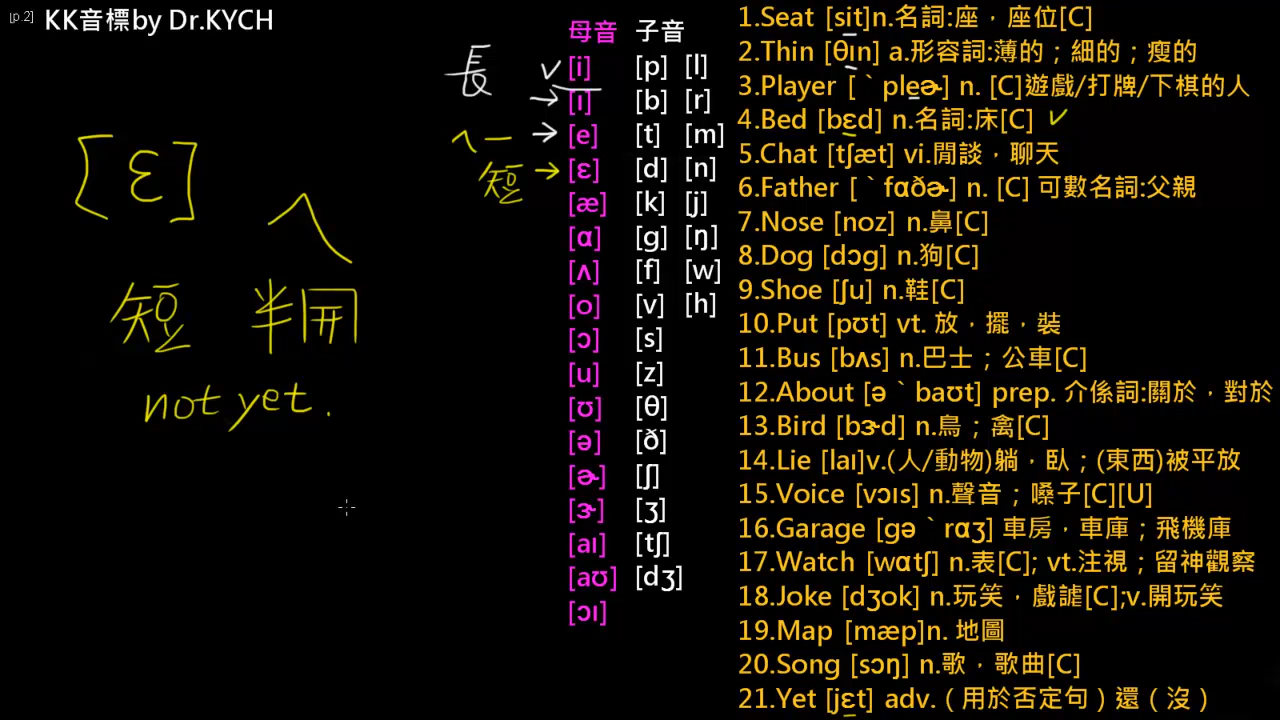 [p.2] KK音標by Dr.KYCH
母音 子音
長 v [i] [p] [l]
→ [ɪ] [b] [r]
ㄟ一 → [e] [t] [m]
短 → [ɛ] [d] [n]
[æ] [k] [j]
[ɑ] [g] [ŋ]
[ʌ] [f] [w]
[o] [v] [h]
[ɔ] [s]
[u] [z]
[ʊ] [θ]
[ə] [ð]
[ɚ] [ʃ]
[ɝ] [ʒ]
[aɪ] [tʃ]
[aʊ] [dʒ]
[ɔɪ]
[ɛ]
ㄟ
短 半開
not yet.
1.Seat [sit]n.名詞:座，座位[C]
2.Thin [θɪn] a.形容詞:薄的；細的；瘦的
3.Player [ˋpleɚ] n. [C]遊戲/打牌/下棋的人
4.Bed [bɛd] n.名詞:床[C] ✓
5.Chat [tʃæt] vi.閒談，聊天
6.Father [ˋfɑðɚ] n. [C] 可數名詞:父親
7.Nose [noz] n.鼻[C]
8.Dog [dɔg] n.狗[C]
9.Shoe [ʃu] n.鞋[C]
10.Put [pʊt] vt. 放，擺，裝
11.Bus [bʌs] n.巴士；公車[C]
12.About [əˋbaʊt] prep. 介係詞:關於，對於
13.Bird [bɝd] n.鳥；禽[C]
14.Lie [laɪ]v.(人/動物)躺，臥；(東西)被平放
15.Voice [vɔɪs] n.聲音；嗓子[C][U]
16.Garage [gəˋrɑʒ] 車房，車庫；飛機庫
17.Watch [wɑtʃ] n.表[C]; vt.注視；留神觀察
18.Joke [dʒok] n.玩笑，戲謔[C];v.開玩笑
19.Map [mæp]n. 地圖
20.Song [sɔŋ] n.歌，歌曲[C]
21.Yet [jɛt] adv.（用於否定句）還（沒）